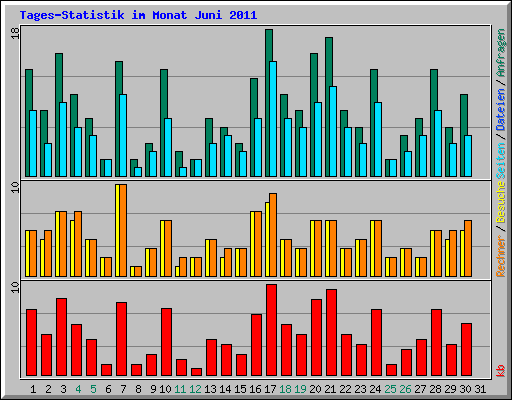 Tages-Statistik im Monat Juni 2011
18
10
10
Rechner / Besuche Seiten / Dateien / Anfragen
kb
1 2 3 4 5 6 7 8 9 10 11 12 13 14 15 16 17 18 19 20 21 22 23 24 25 26 27 28 29 30 31